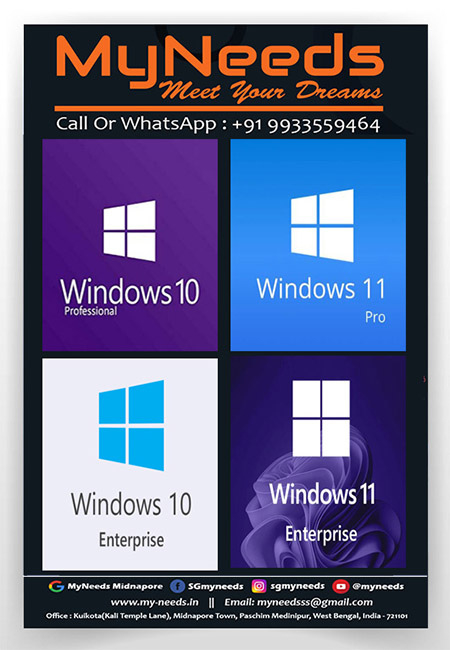 MyNeeds
Meet Your Dreams
Call Or WhatsApp : +91 9933559464
Windows 10
Professional
Windows 11
Pro
Windows 10
Enterprise
Windows 11
Enterprise
MyNeeds Midnapore SGmyneeds sgmyneeds @myneeds
www.my-needs.in || Email: myneedsss@gmail.com
Office : Kuikota(Kali Temple Lane), Midnapore Town, Paschim Medinipur, West Bengal, India - 721101